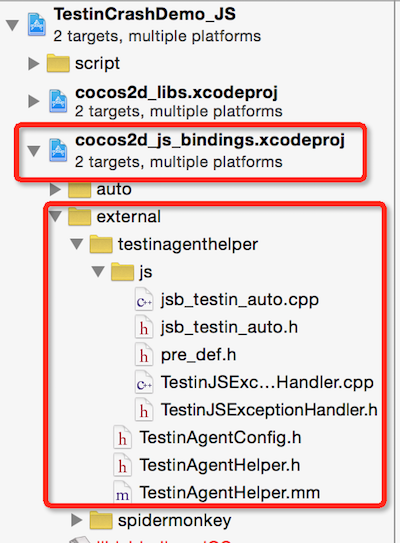 TestinCrashDemo_JS
2 targets, multiple platforms
script
cocos2d_libs.xcodeproj
2 targets, multiple platforms
cocos2d_js_bindings.xcodeproj
2 targets, multiple platforms
auto
external
testinagenthelper
js
C++ jsb_testin_auto.cpp
h jsb_testin_auto.h
h pre_def.h
C++ TestinJSExc...Handler.cpp
h TestinJSExceptionHandler.h
h TestinAgentConfig.h
h TestinAgentHelper.h
m TestinAgentHelper.mm
spidermonkey